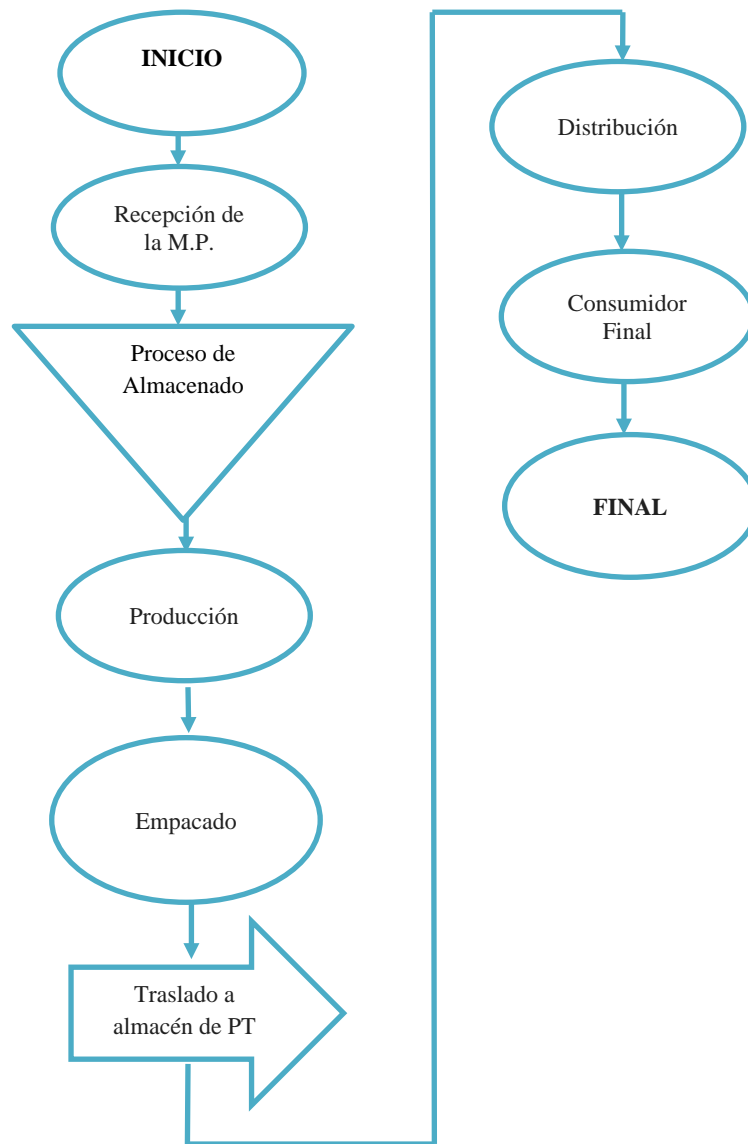 INICIO
Recepción de
la M.P.
Proceso de
Almacenado
Producción
Empacado
Traslado a
almacén de PT
Distribución
Consumidor
Final
FINAL